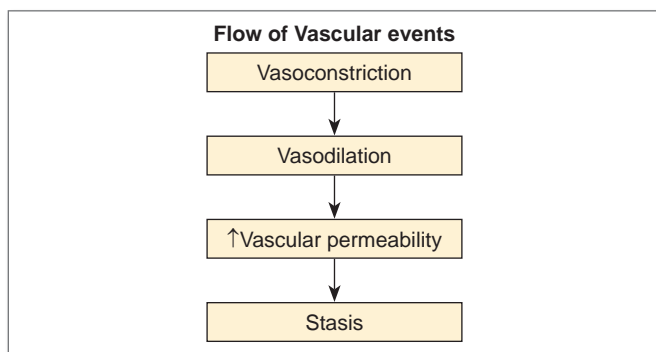 Flow of Vascular events
Vasoconstriction
Vasodilation
↑Vascular permeability
Stasis